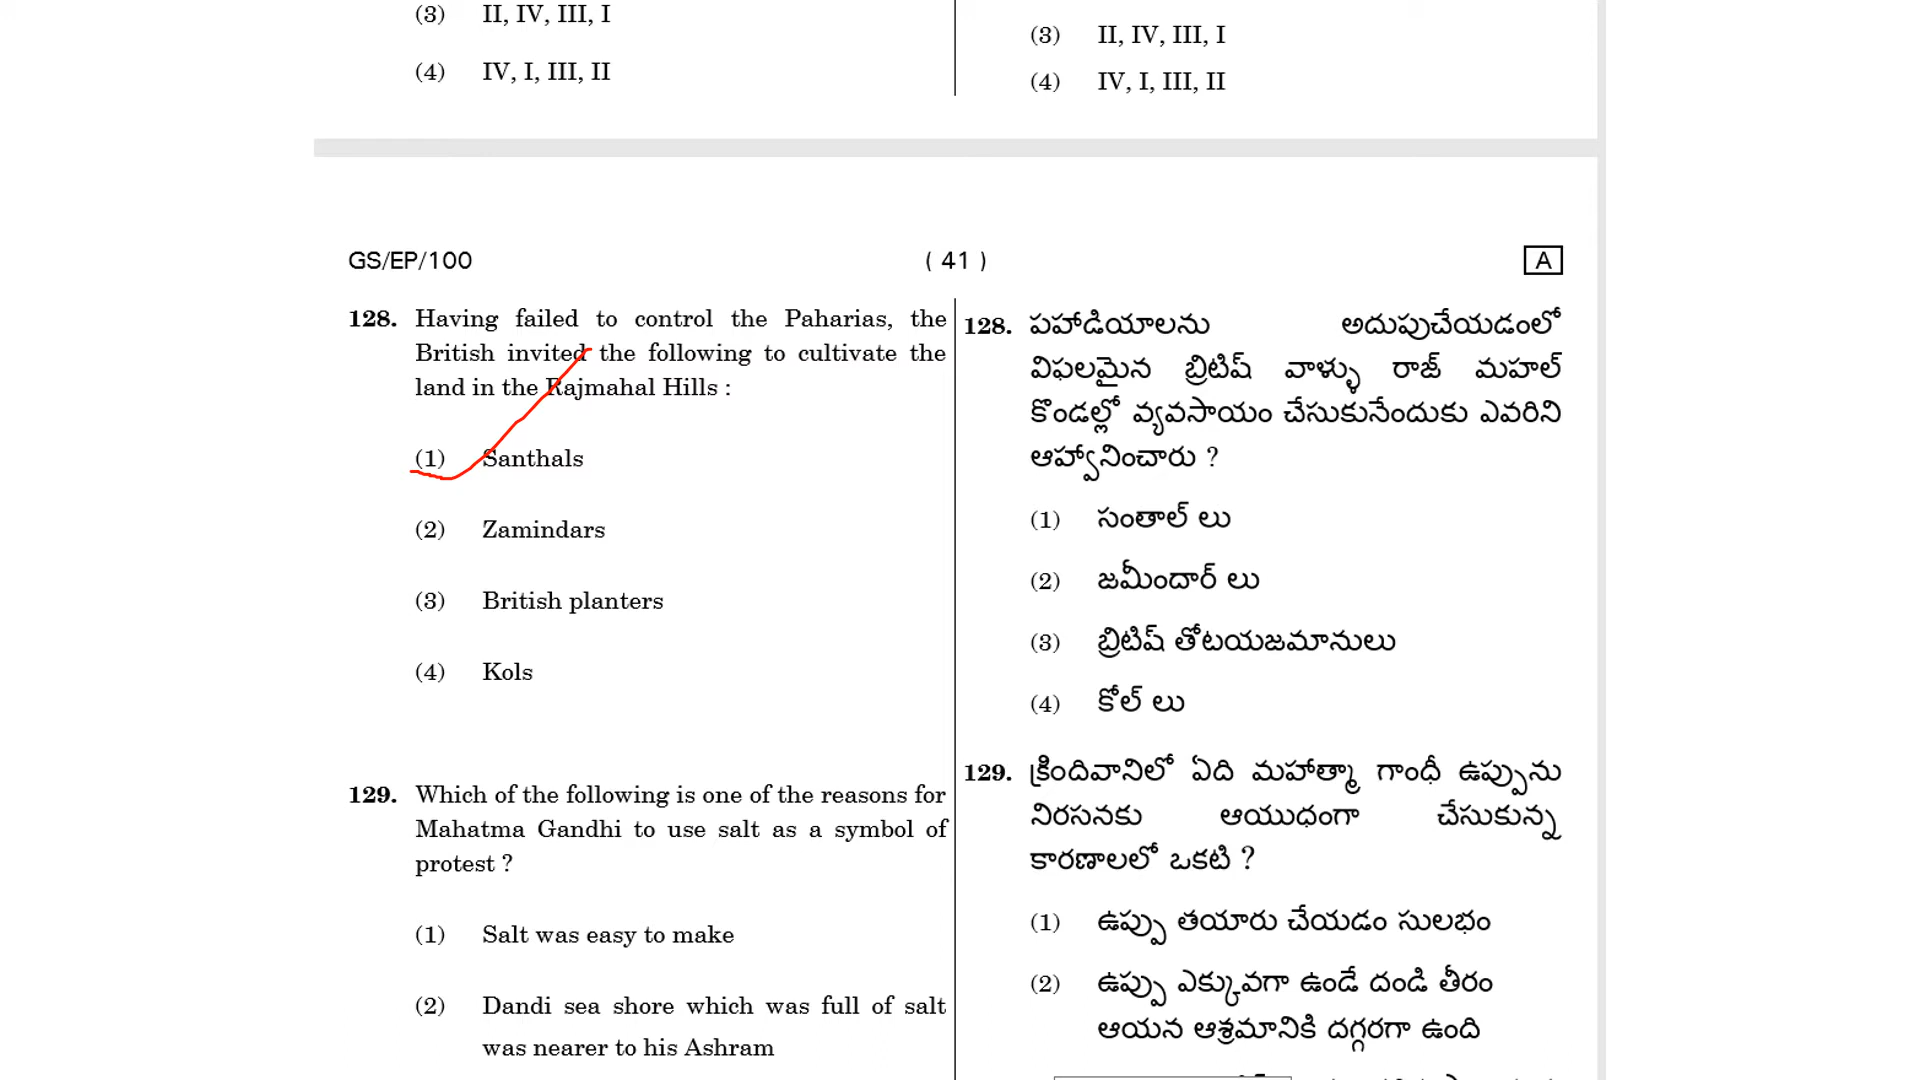 (3) II, IV, III, I
(4) IV, I, III, II
(3) II, IV, III, I
(4) IV, I, III, II
GS/EP/100
( 41 )
A
128. Having failed to control the Paharias, the
British invited the following to cultivate the
land in the Rajmahal Hills :
(1) Santhals
(2) Zamindars
(3) British planters
(4) Kols
129. Which of the following is one of the reasons for
Mahatma Gandhi to use salt as a symbol of
protest ?
(1) Salt was easy to make
(2) Dandi sea shore which was full of salt
was nearer to his Ashram
128. పహాడియాలను అదుపుచేయడంలో
విఫలమైన బ్రిటిష్ వాళ్ళు రాజ్ మహల్
కొండల్లో వ్యవసాయం చేసుకునేందుకు ఎవరిని
ఆహ్వానించారు ?
(1) సంతాల్ లు
(2) జమీందార్ లు
(3) బ్రిటిష్ తోటయజమానులు
(4) కోల్ లు
129. క్రిందివానిలో ఏది మహాత్మా గాంధీ ఉప్పును
నిరసనకు ఆయుధంగా చేసుకున్న
కారణాలలో ఒకటి ?
(1) ఉప్పు తయారు చేయడం సులభం
(2) ఉప్పు ఎక్కువగా ఉండే దండి తీరం
ఆయన ఆశ్రమానికి దగ్గరగా ఉంది